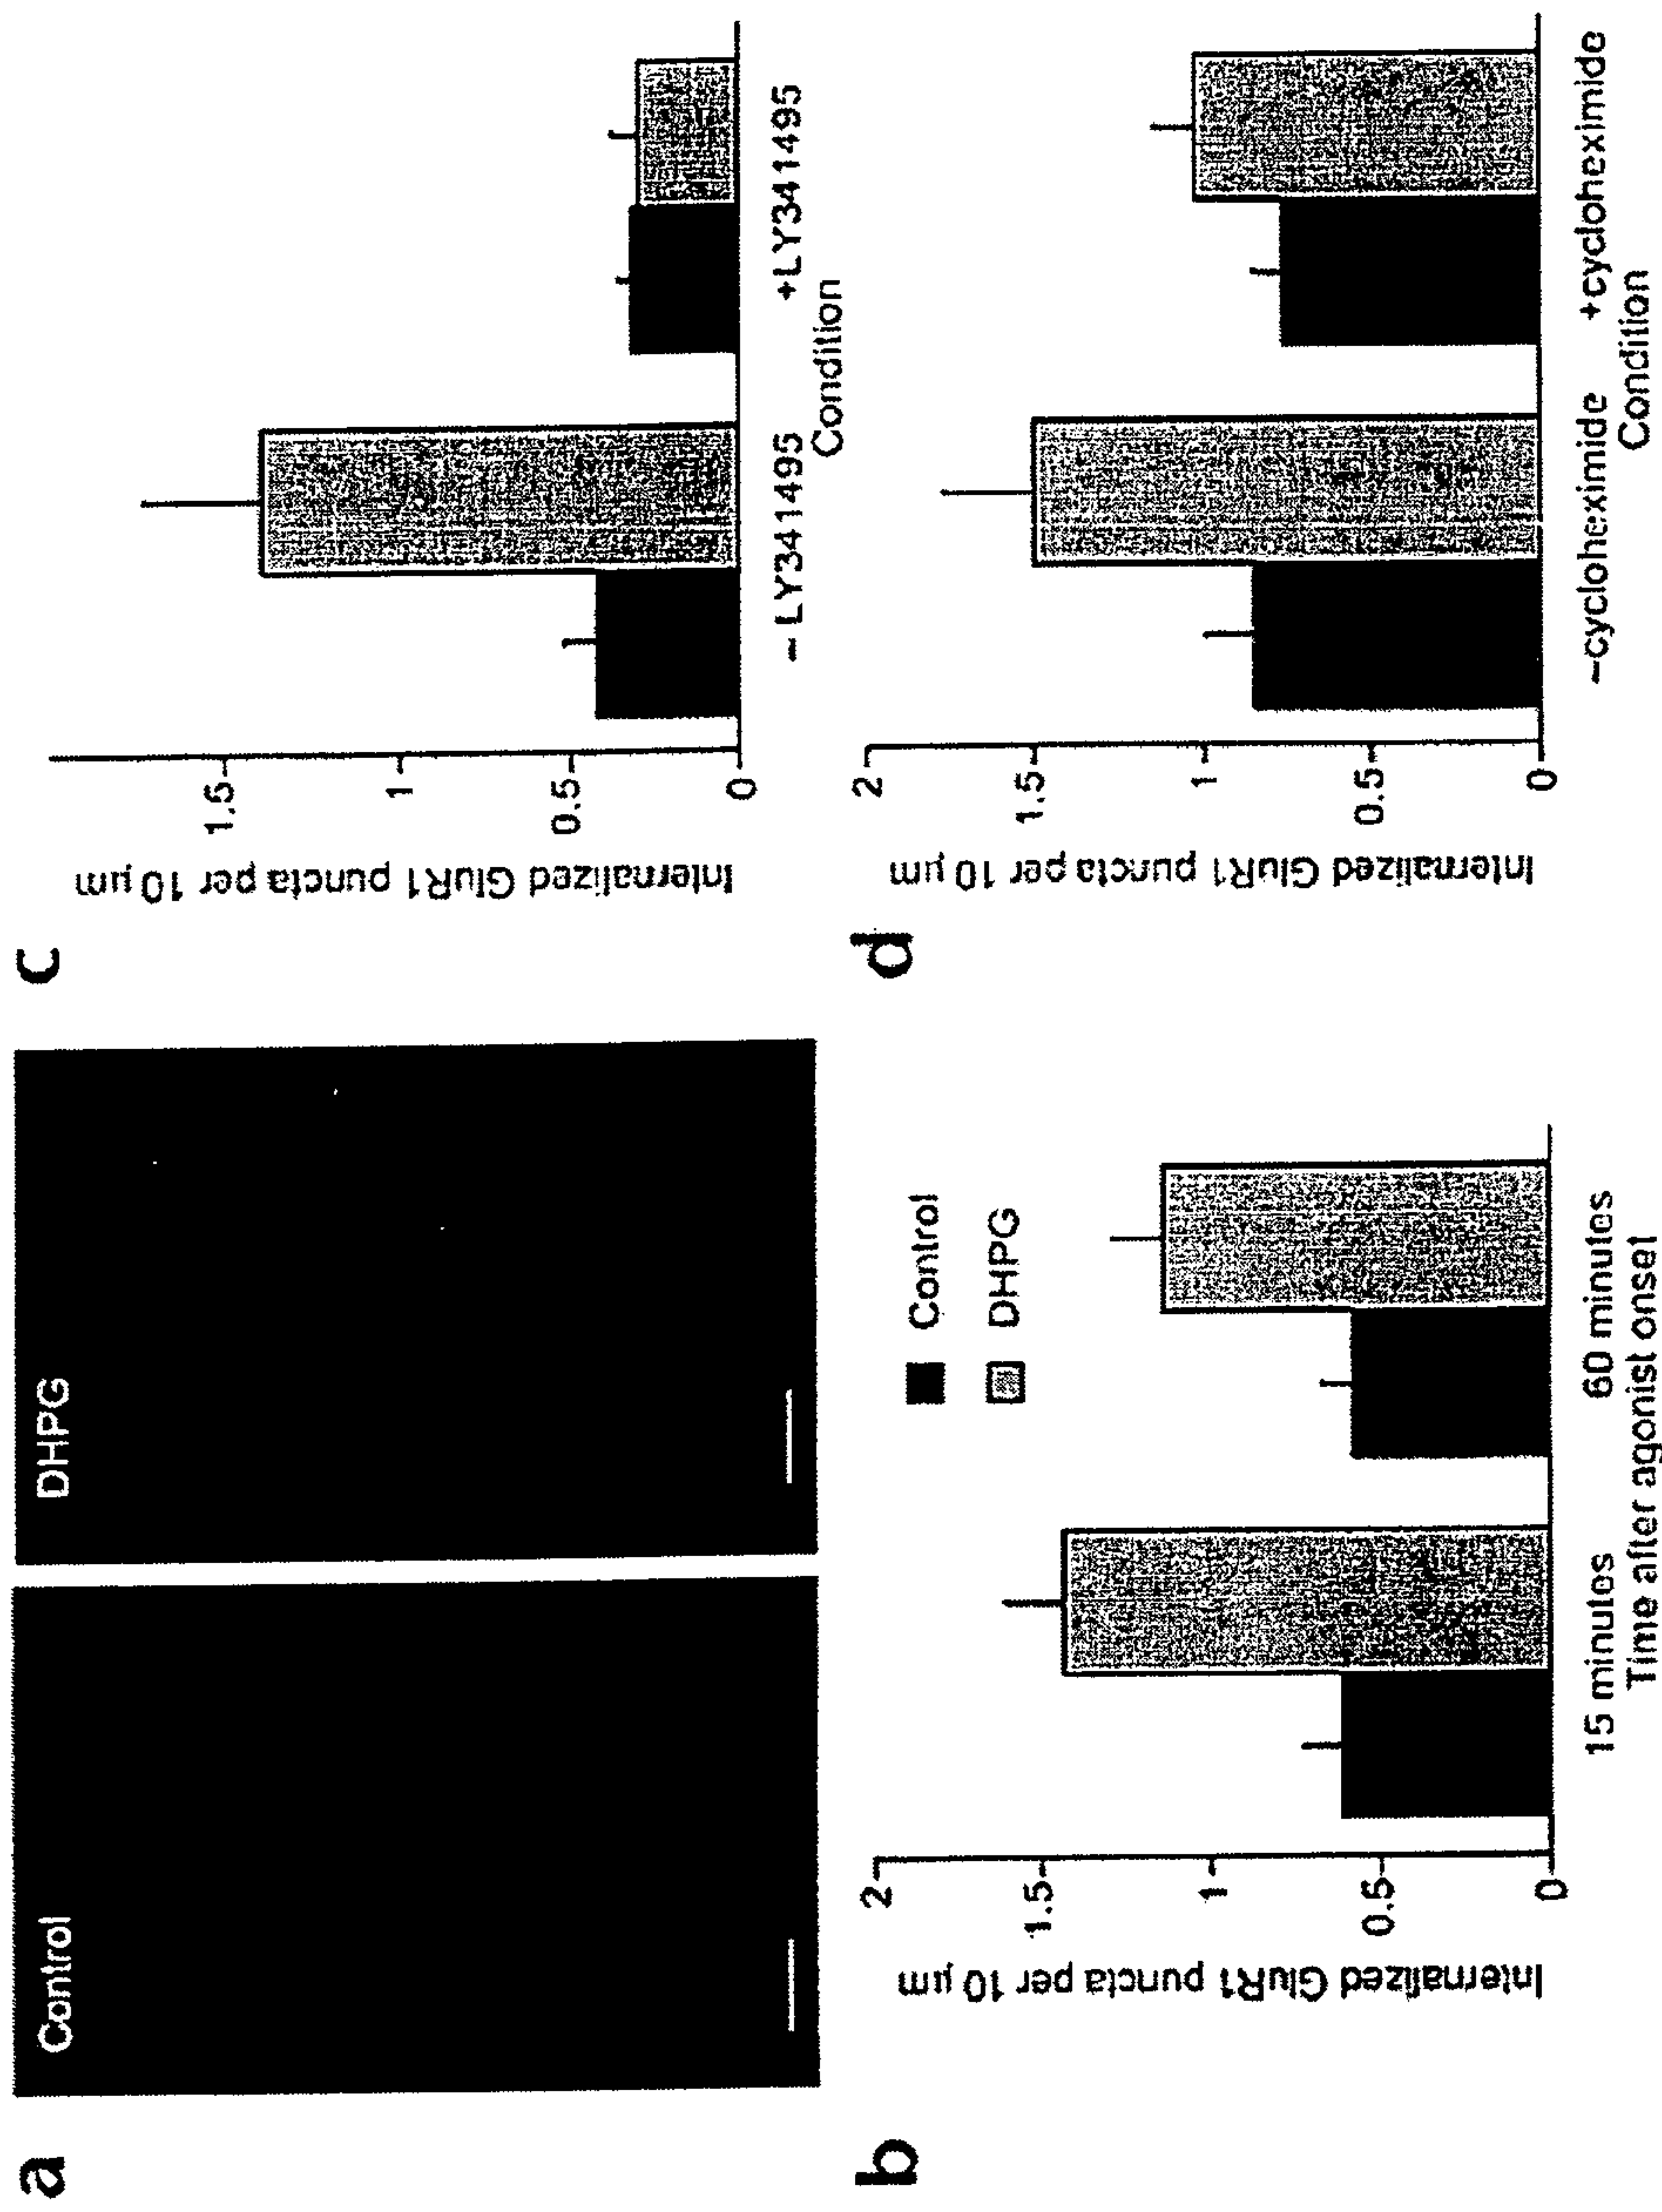 a
Control
DHPG
b
Internalized GluR1 puncta per 10 µm
2
1.5
1
0.5
0
Control
DHPG
15 minutes
60 minutes
Time after agonist onset
c
Internalized GluR1 puncta per 10 µm
1.5
1
0.5
0
– LY341495
+LY341495
Condition
d
Internalized GluR1 puncta per 10 µm
2
1.5
1
0.5
0
–cycloheximide
+cycloheximide
Condition